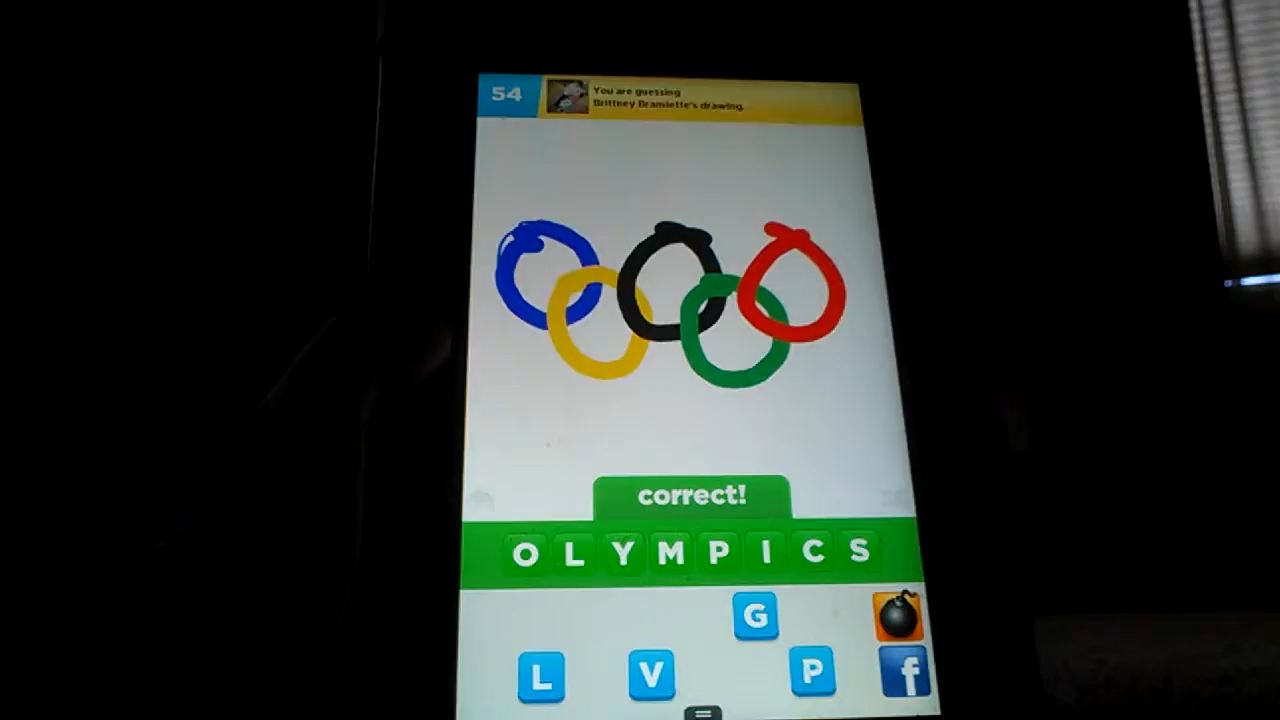 54
You are guessing
Brittney Bramlette's drawing.
correct!
OLYMPICS
G
L V P f